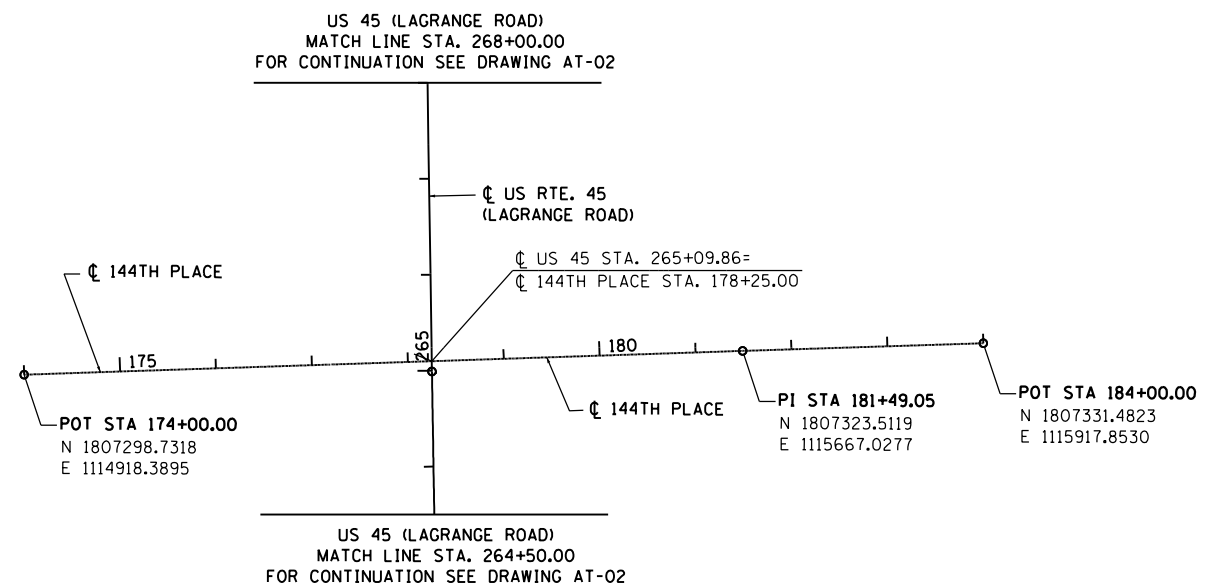 US 45 (LAGRANGE ROAD)
MATCH LINE STA. 268+00.00
FOR CONTINUATION SEE DRAWING AT-02
℄ US RTE. 45
(LAGRANGE ROAD)
℄ US 45 STA. 265+09.86=
℄ 144TH PLACE STA. 178+25.00
℄ 144TH PLACE
175
265
180
POT STA 174+00.00
N 1807298.7318
E 1114918.3895
℄ 144TH PLACE
PI STA 181+49.05
N 1807323.5119
E 1115667.0277
POT STA 184+00.00
N 1807331.4823
E 1115917.8530
US 45 (LAGRANGE ROAD)
MATCH LINE STA. 264+50.00
FOR CONTINUATION SEE DRAWING AT-02